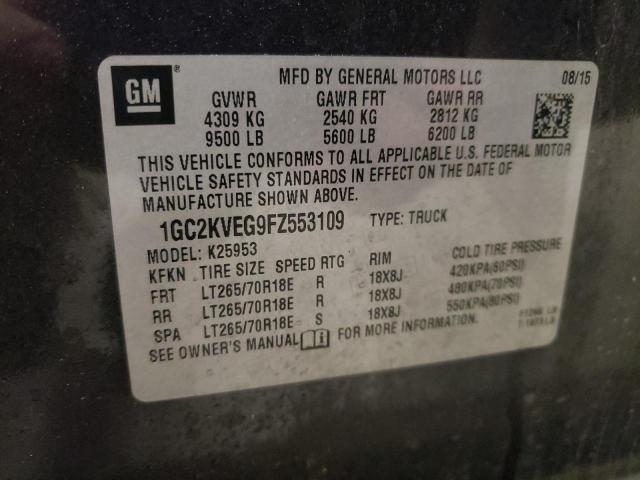 GM ®
MFD BY GENERAL MOTORS LLC 08/15
GVWR GAWR FRT GAWR RR
4309 KG 2540 KG 2812 KG
9500 LB 5600 LB 6200 LB
THIS VEHICLE CONFORMS TO ALL APPLICABLE U.S. FEDERAL MOTOR
VEHICLE SAFETY STANDARDS IN EFFECT ON THE DATE OF
MANUFACTURE SHOWN ABOVE.
1GC2KVEG9FZ553109 TYPE: TRUCK
MODEL: K25953
KFKN TIRE SIZE SPEED RTG RIM COLD TIRE PRESSURE
FRT LT265/70R18E R 18X8J 420KPA(60PSI)
RR LT265/70R18E R 18X8J 480KPA(70PSI)
SPA LT265/70R18E S 18X8J 550KPA(80PSI)
SEE OWNER'S MANUAL FOR MORE INFORMATION.